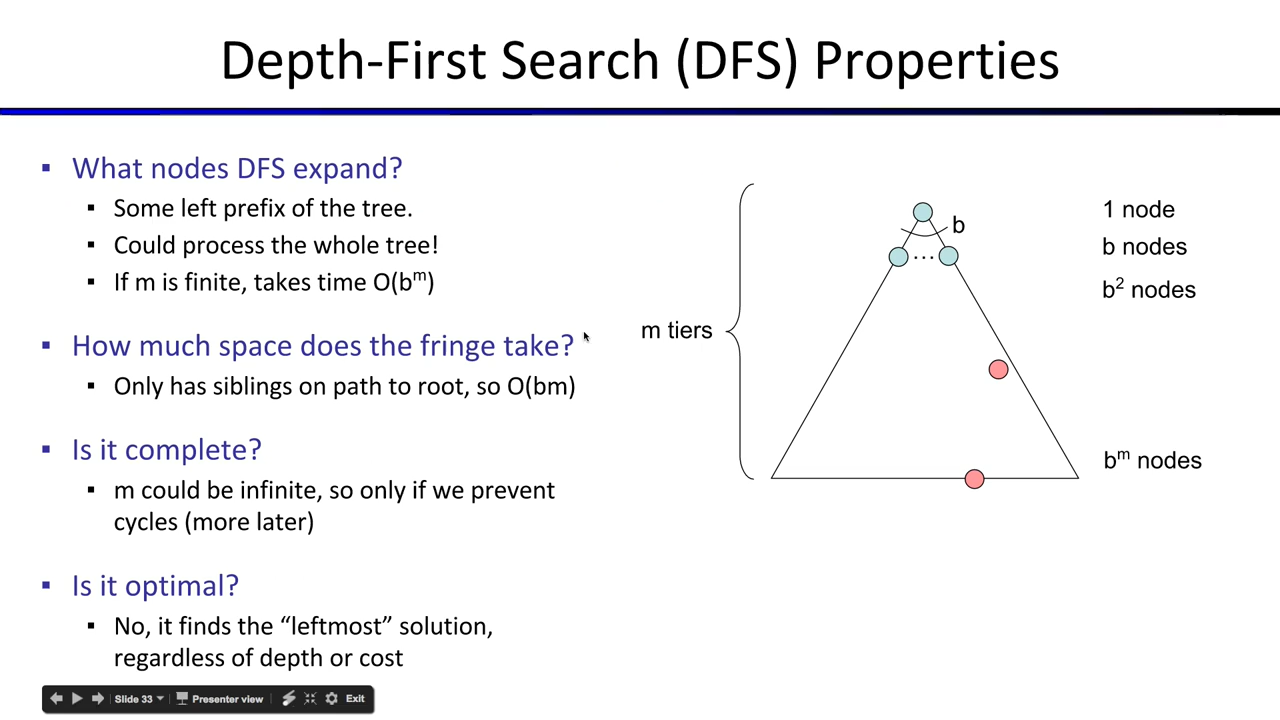 Depth-First Search (DFS) Properties
▪ What nodes DFS expand?
▪ Some left prefix of the tree.
▪ Could process the whole tree!
▪ If m is finite, takes time O(bᵐ)
▪ How much space does the fringe take?
▪ Only has siblings on path to root, so O(bm)
▪ Is it complete?
▪ m could be infinite, so only if we prevent
cycles (more later)
▪ Is it optimal?
▪ No, it finds the “leftmost” solution,
regardless of depth or cost
m tiers
b
...
1 node
b nodes
b² nodes
bᵐ nodes
Slide 33 Presenter view Exit